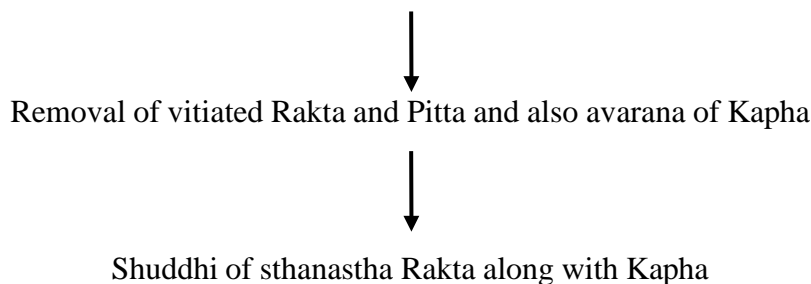 Removal of vitiated Rakta and Pitta and also avarana of Kapha
Shuddhi of sthanastha Rakta along with Kapha